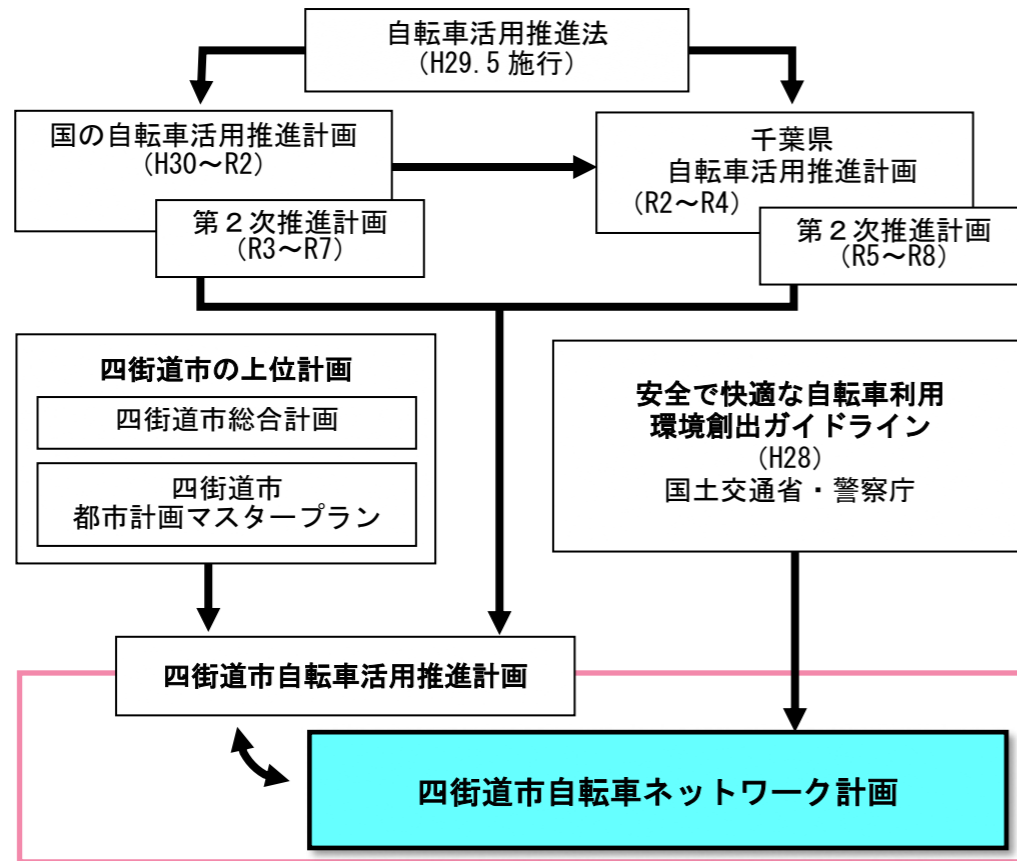 自転車活用推進法
(H29.5 施行)
国の自転車活用推進計画
(H30～R2)
第２次推進計画
(R3～R7)
千葉県
自転車活用推進計画
(R2～R4)
第２次推進計画
(R5～R8)
四街道市の上位計画
四街道市総合計画
四街道市
都市計画マスタープラン
安全で快適な自転車利用
環境創出ガイドライン
(H28)
国土交通省・警察庁
四街道市自転車活用推進計画
四街道市自転車ネットワーク計画